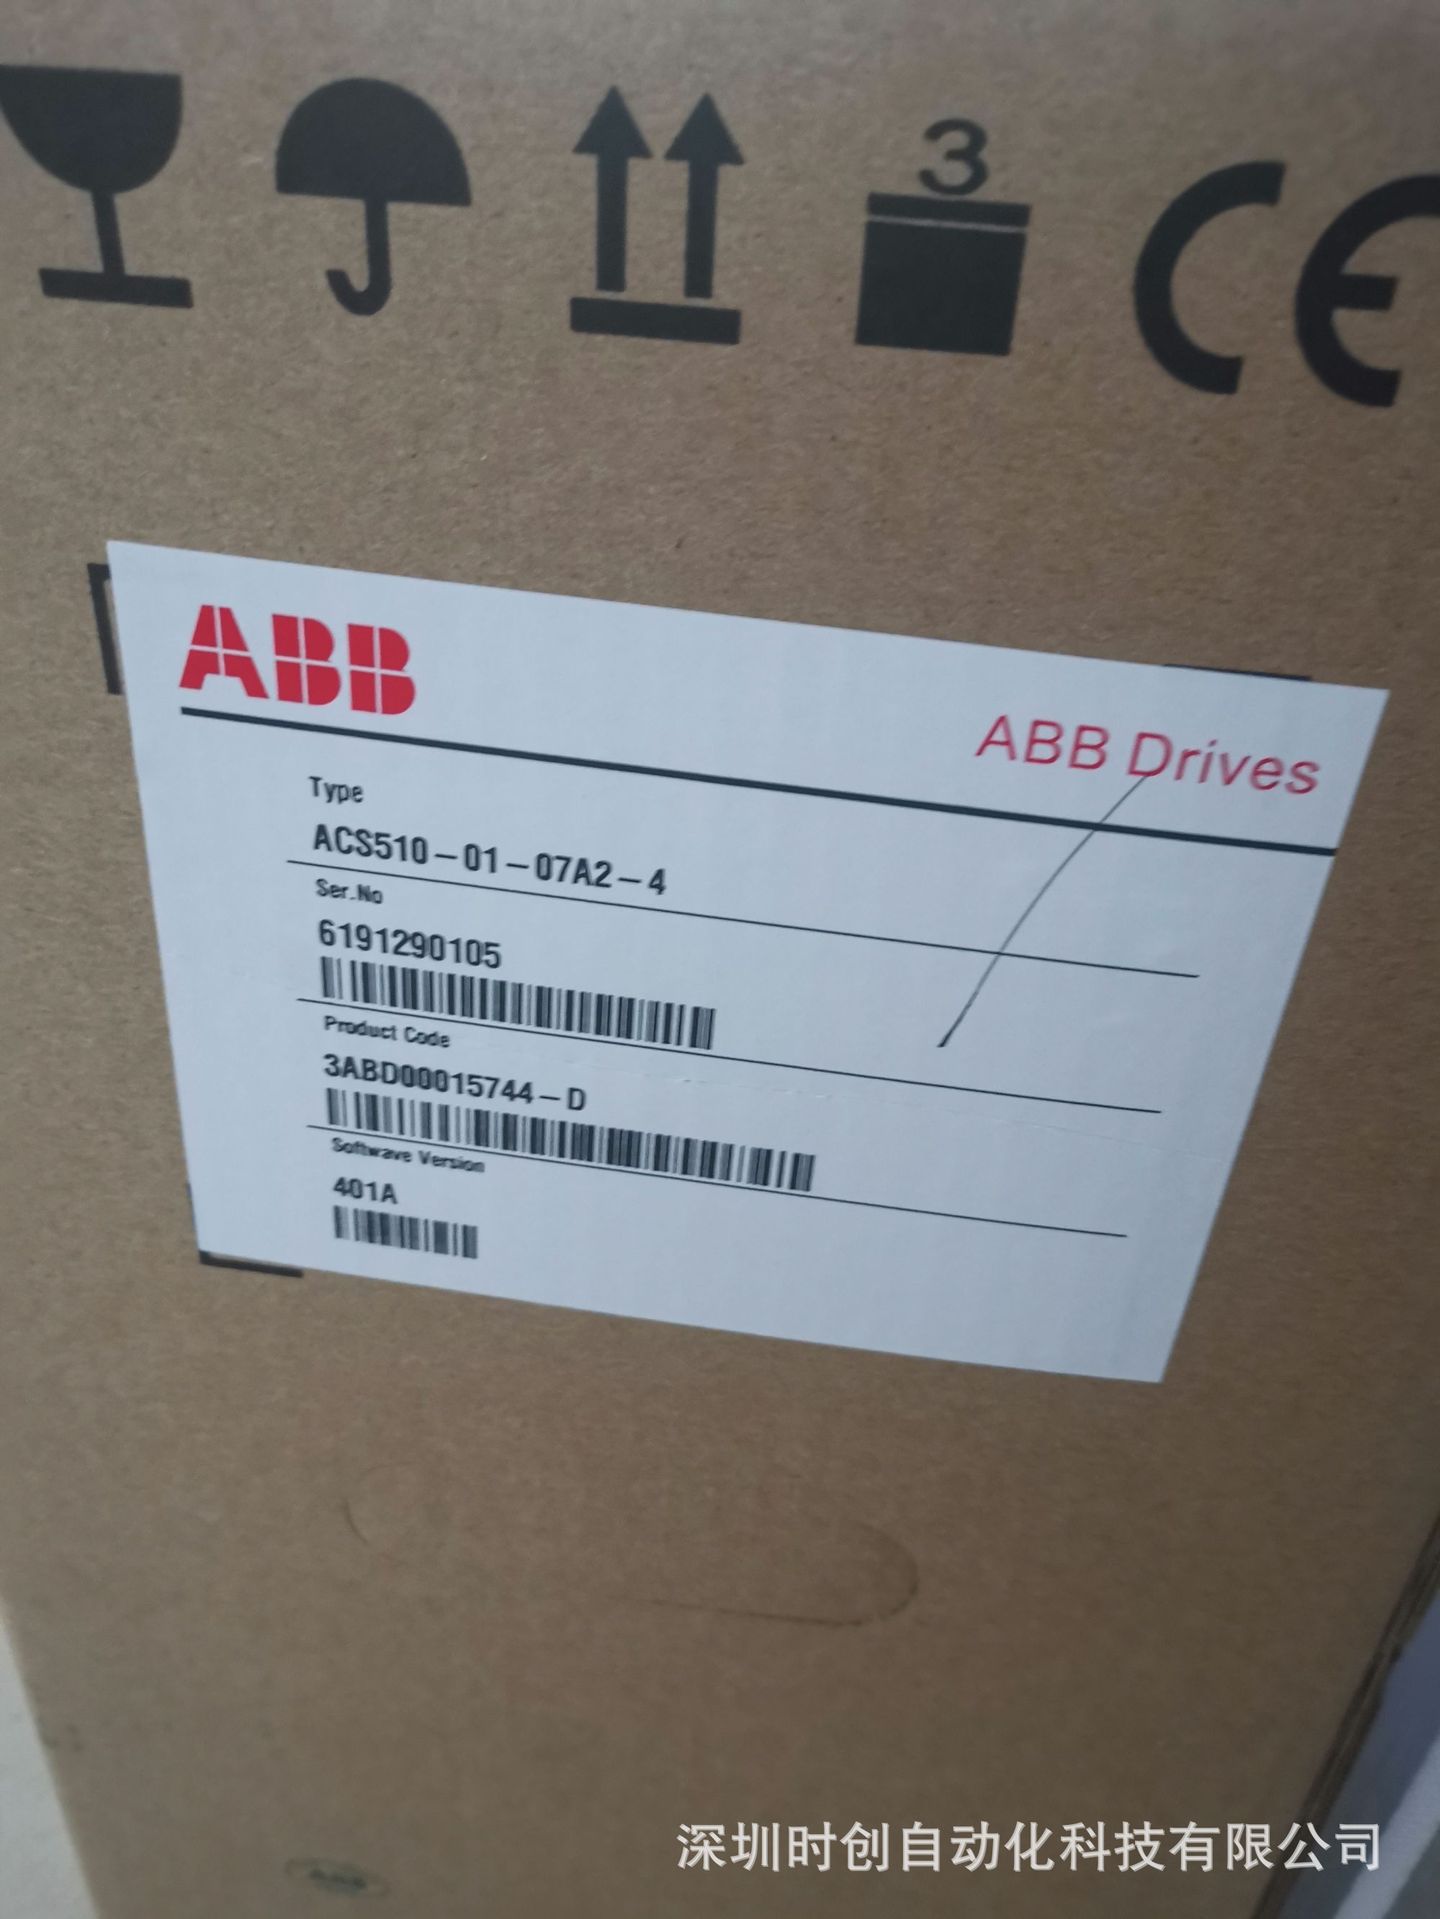 3
CE
ABB
ABB Drives
Type
ACS510-01-07A2-4
Ser.No
6191290105
Product Code
3ABD00015744-D
Softwave Version
401A
深圳时创自动化科技有限公司